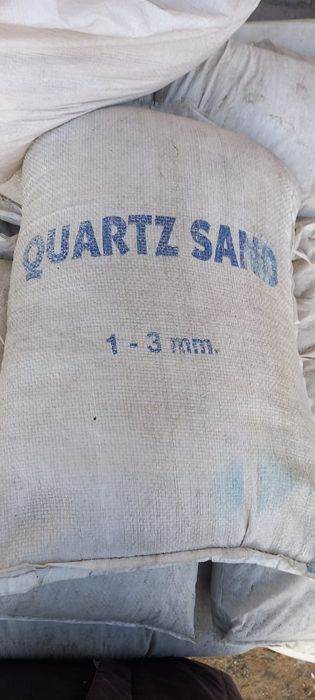 QUARTZ SAND
1 - 3 mm.